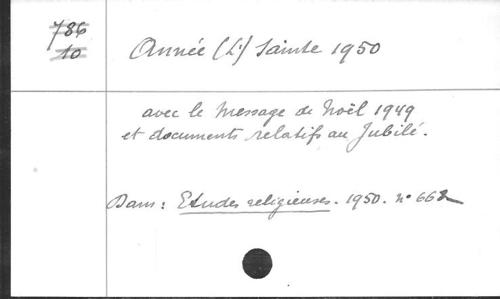 786
10
Année (L') Sainte 1950
avec le Message de Noël 1949
et documents relatifs au Jubilé.
Dans : Etudes religieuses. 1950. n° 662